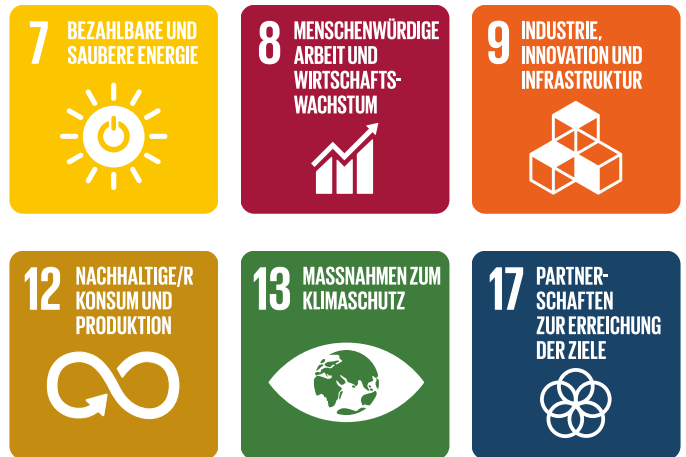 7 BEZAHLBARE UND
SAUBERE ENERGIE
8 MENSCHENWÜRDIGE
ARBEIT UND
WIRTSCHAFTS-
WACHSTUM
9 INDUSTRIE,
INNOVATION UND
INFRASTRUKTUR
12 NACHHALTIGE/R
KONSUM UND
PRODUKTION
13 MASSNAHMEN ZUM
KLIMASCHUTZ
17 PARTNER-
SCHAFTEN
ZUR ERREICHUNG
DER ZIELE